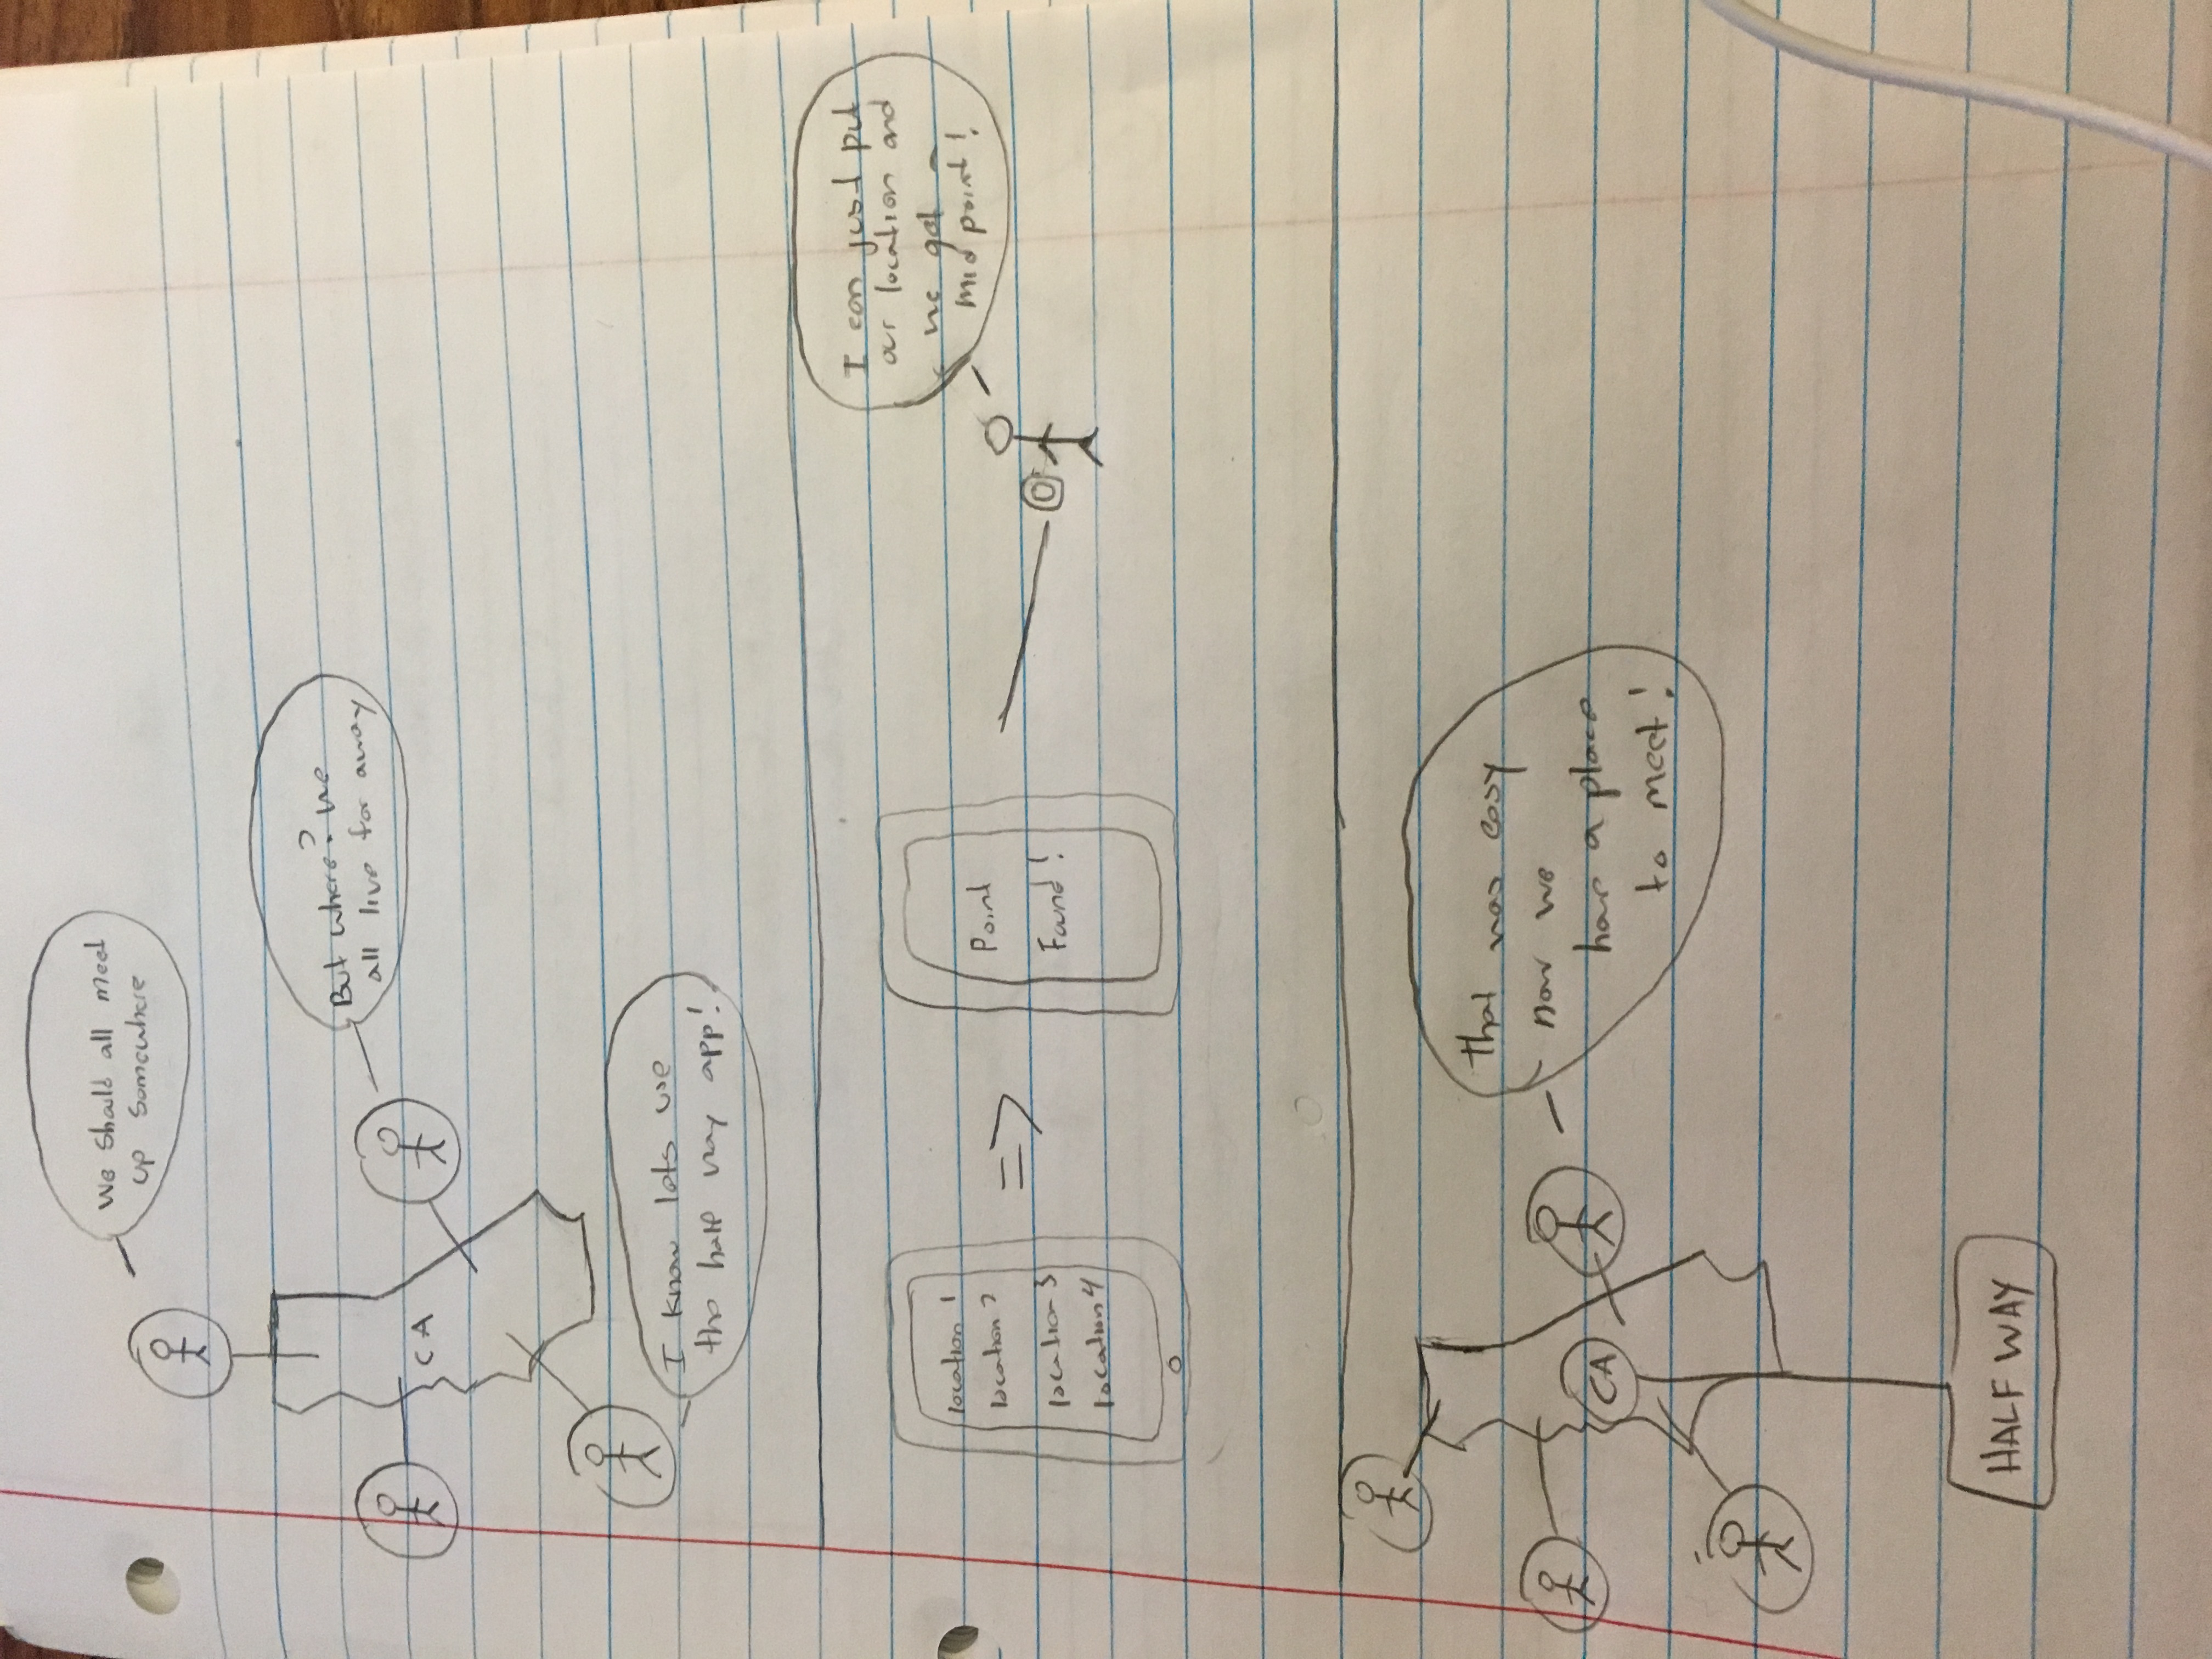 We Should all meet
up Somewhere
But where? we
all live far away
CA
I know lets use
the half way app!
I can just put
our location and
we get a
mid point!
location 1
location 2
location 3
location 4
=>
Point
Found!
That was easy
now we
have a place
to meet!
CA
HALF WAY